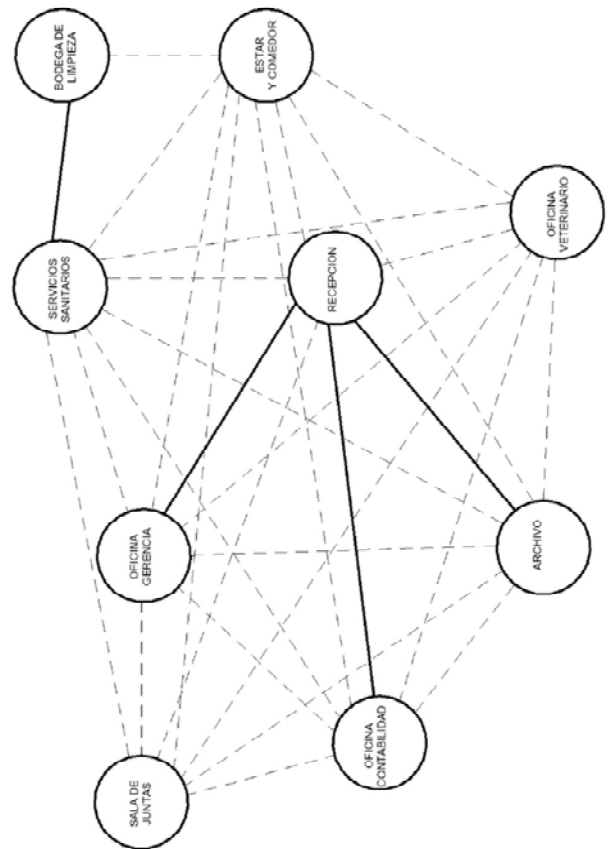 BODEGA DE
LIMPIEZA
ESTAR
Y COMEDOR
SERVICIOS
SANITARIOS
RECEPCION
OFICINA
VETERINARIO
OFICINA
GERENCIA
ARCHIVO
SALA DE
JUNTAS
OFICINA
CONTABILIDAD